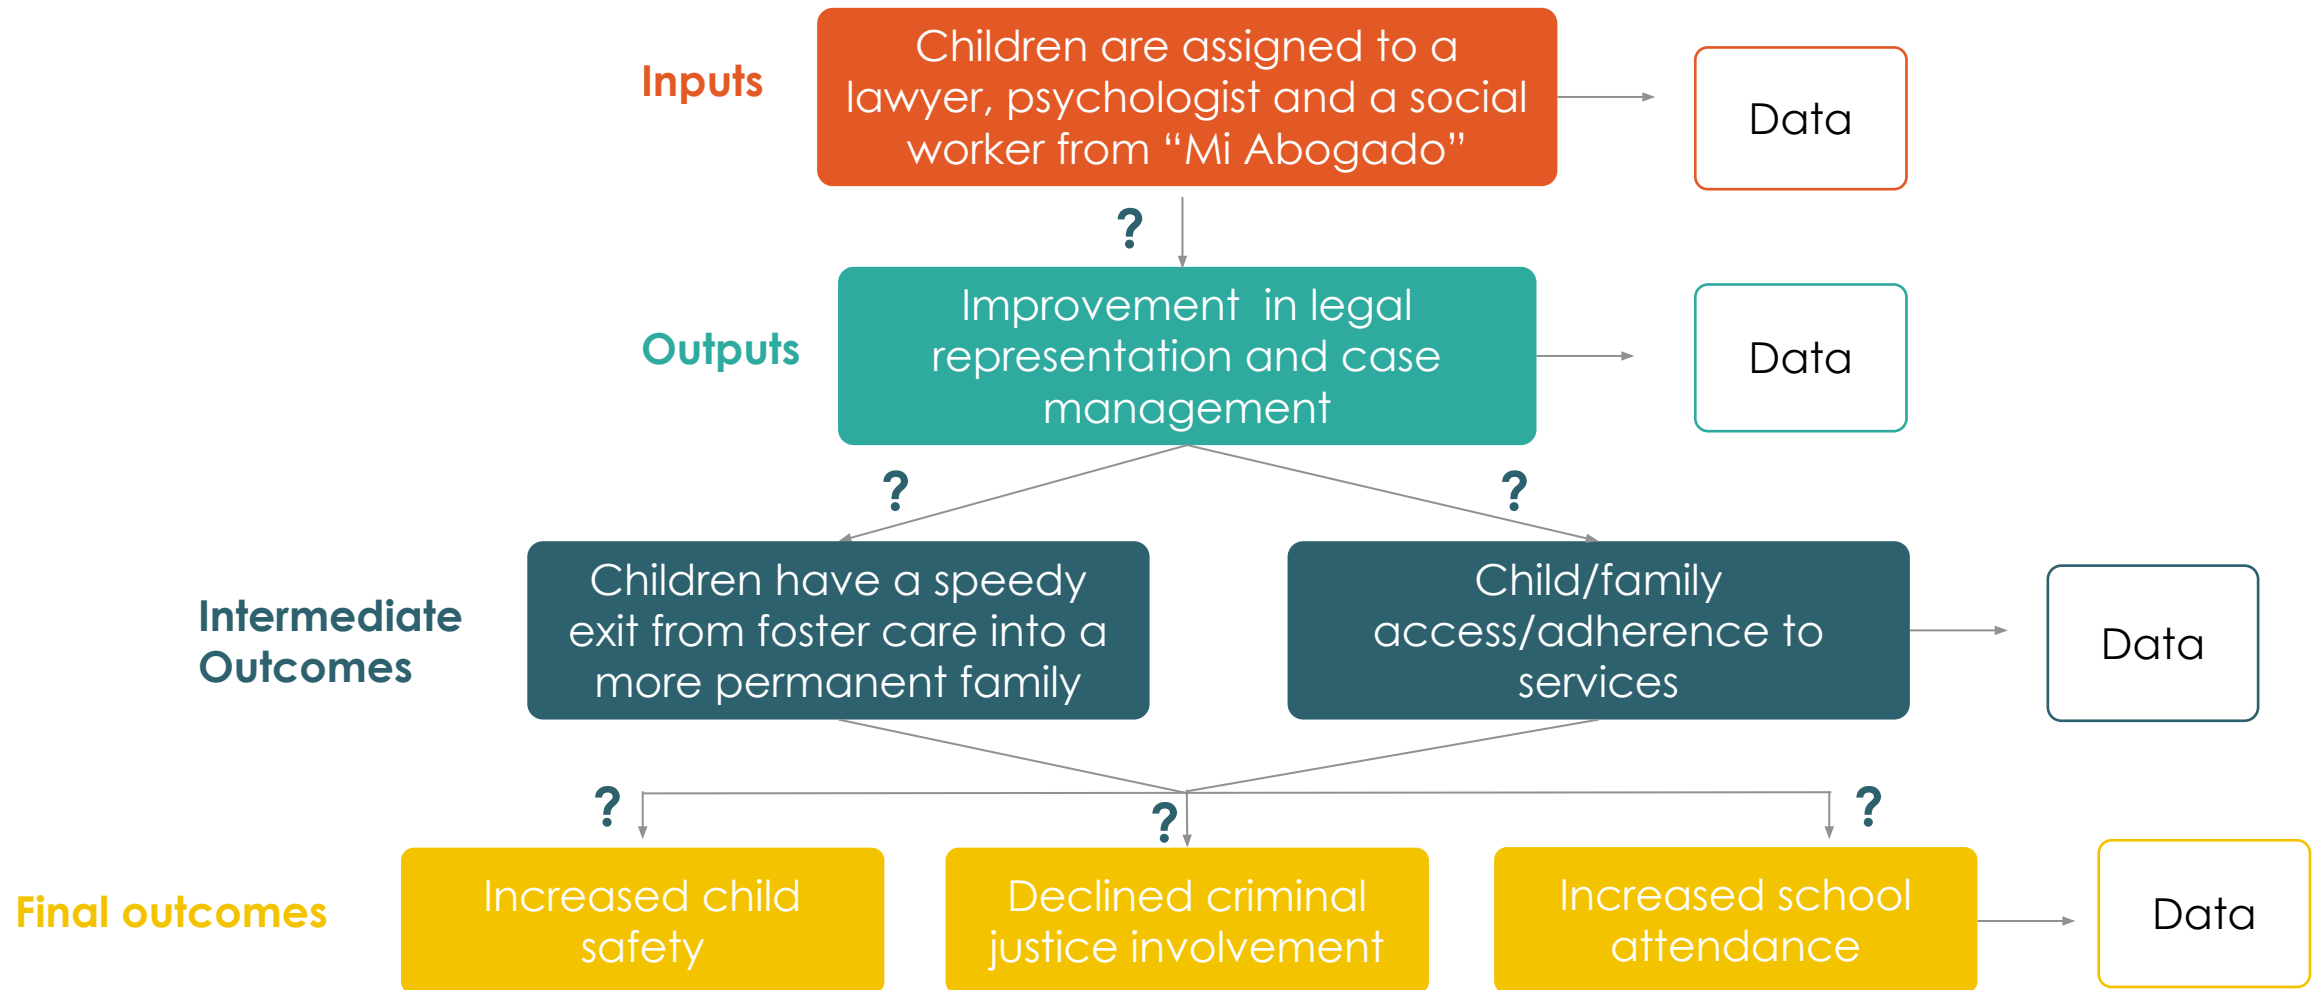 Inputs
Children are assigned to a
lawyer, psychologist and a social
worker from “Mi Abogado”
Data
?
Outputs
Improvement in legal
representation and case
management
Data
?
?
Intermediate
Outcomes
Children have a speedy
exit from foster care into a
more permanent family
Child/family
access/adherence to
services
Data
?
?
?
Final outcomes
Increased child
safety
Declined criminal
justice involvement
Increased school
attendance
Data